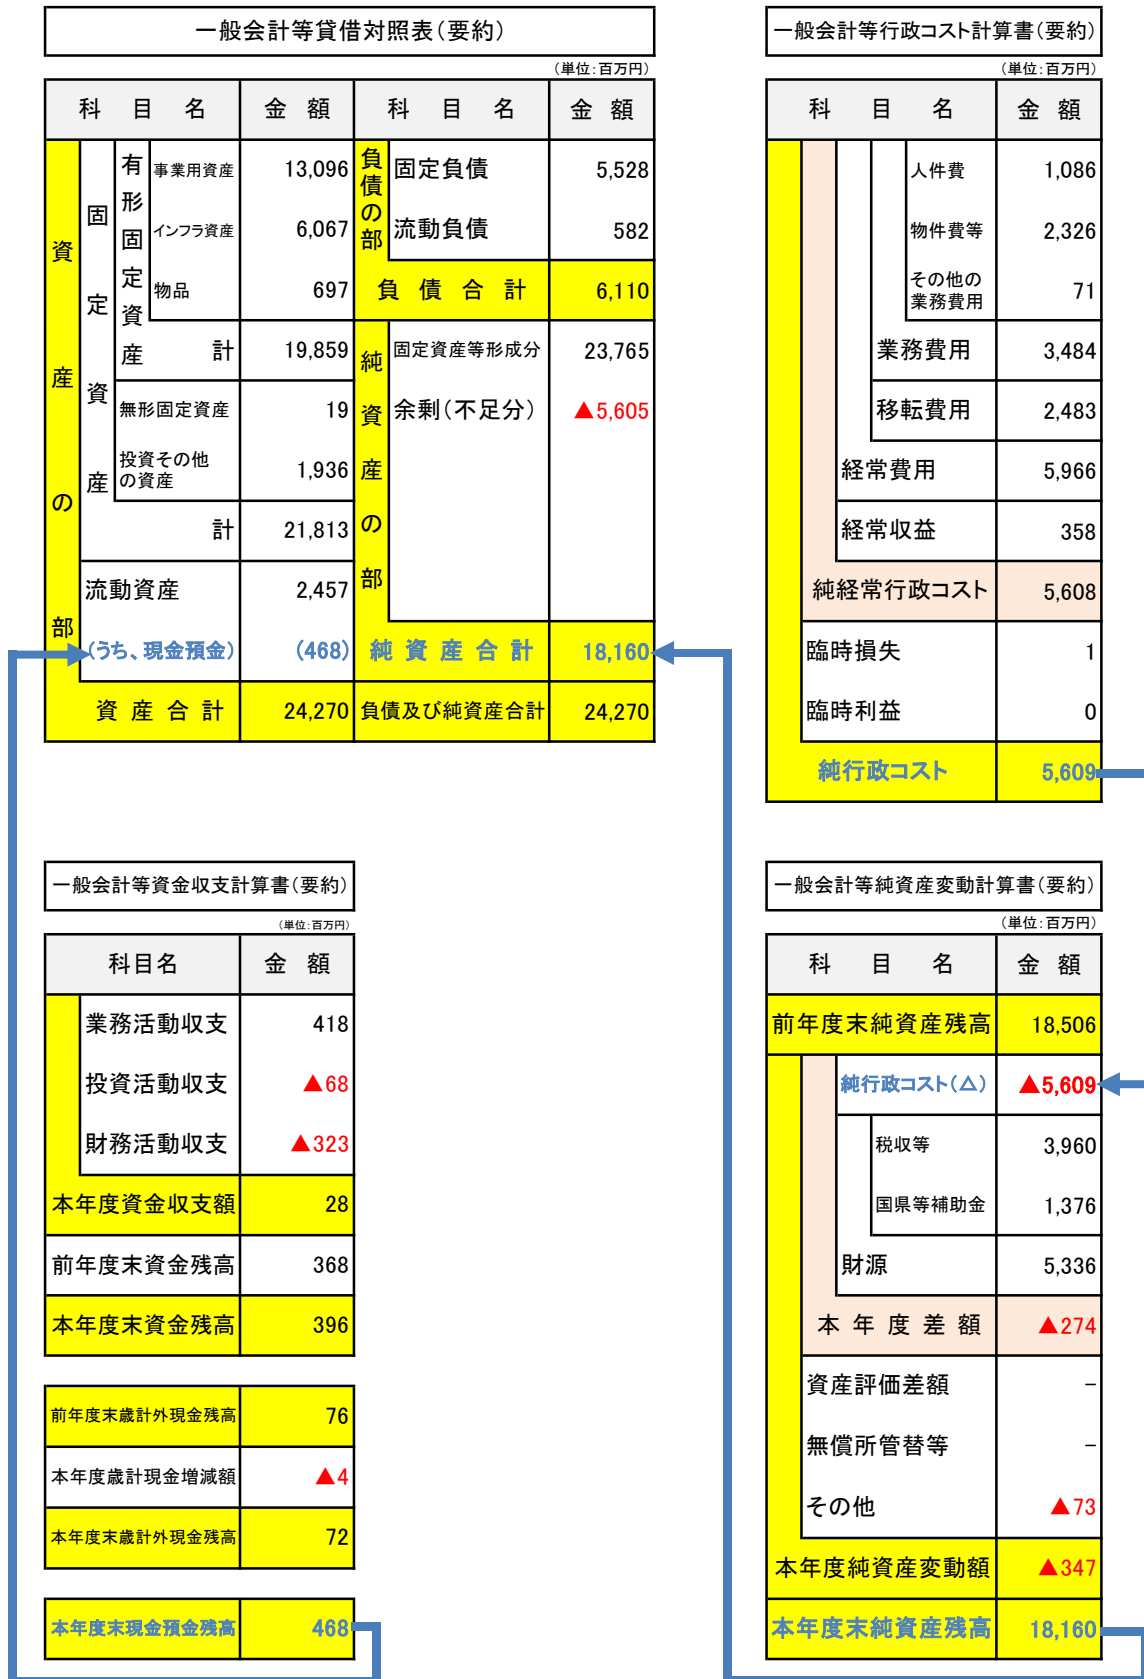 一般会計等貸借対照表(要約)
(単位:百万円)
科 目 名 金 額 科 目 名 金 額
資産の部
固定資産
有形固定資産
事業用資産 13,096
インフラ資産 6,067
物品 697
計 19,859
無形固定資産 19
投資その他
の資産 1,936
計 21,813
流動資産 2,457
(うち、現金預金) (468)
資 産 合 計 24,270
負債の部
固定負債 5,528
流動負債 582
負 債 合 計 6,110
純資産の部
固定資産等形成分 23,765
余剰(不足分) ▲5,605
純 資 産 合 計 18,160
負債及び純資産合計 24,270
一般会計等行政コスト計算書(要約)
(単位:百万円)
科 目 名 金 額
人件費 1,086
物件費等 2,326
その他の
業務費用 71
業務費用 3,484
移転費用 2,483
経常費用 5,966
経常収益 358
純経常行政コスト 5,608
臨時損失 1
臨時利益 0
純行政コスト 5,609
一般会計等資金収支計算書(要約)
(単位:百万円)
科目名 金 額
業務活動収支 418
投資活動収支 ▲68
財務活動収支 ▲323
本年度資金収支額 28
前年度末資金残高 368
本年度末資金残高 396
前年度末歳計外現金残高 76
本年度歳計現金増減額 ▲4
本年度末歳計外現金残高 72
本年度末現金預金残高 468
一般会計等純資産変動計算書(要約)
(単位:百万円)
科 目 名 金 額
前年度末純資産残高 18,506
純行政コスト(△) ▲5,609
税収等 3,960
国県等補助金 1,376
財源 5,336
本 年 度 差 額 ▲274
資産評価差額 −
無償所管替等 −
その他 ▲73
本年度純資産変動額 ▲347
本年度末純資産残高 18,160